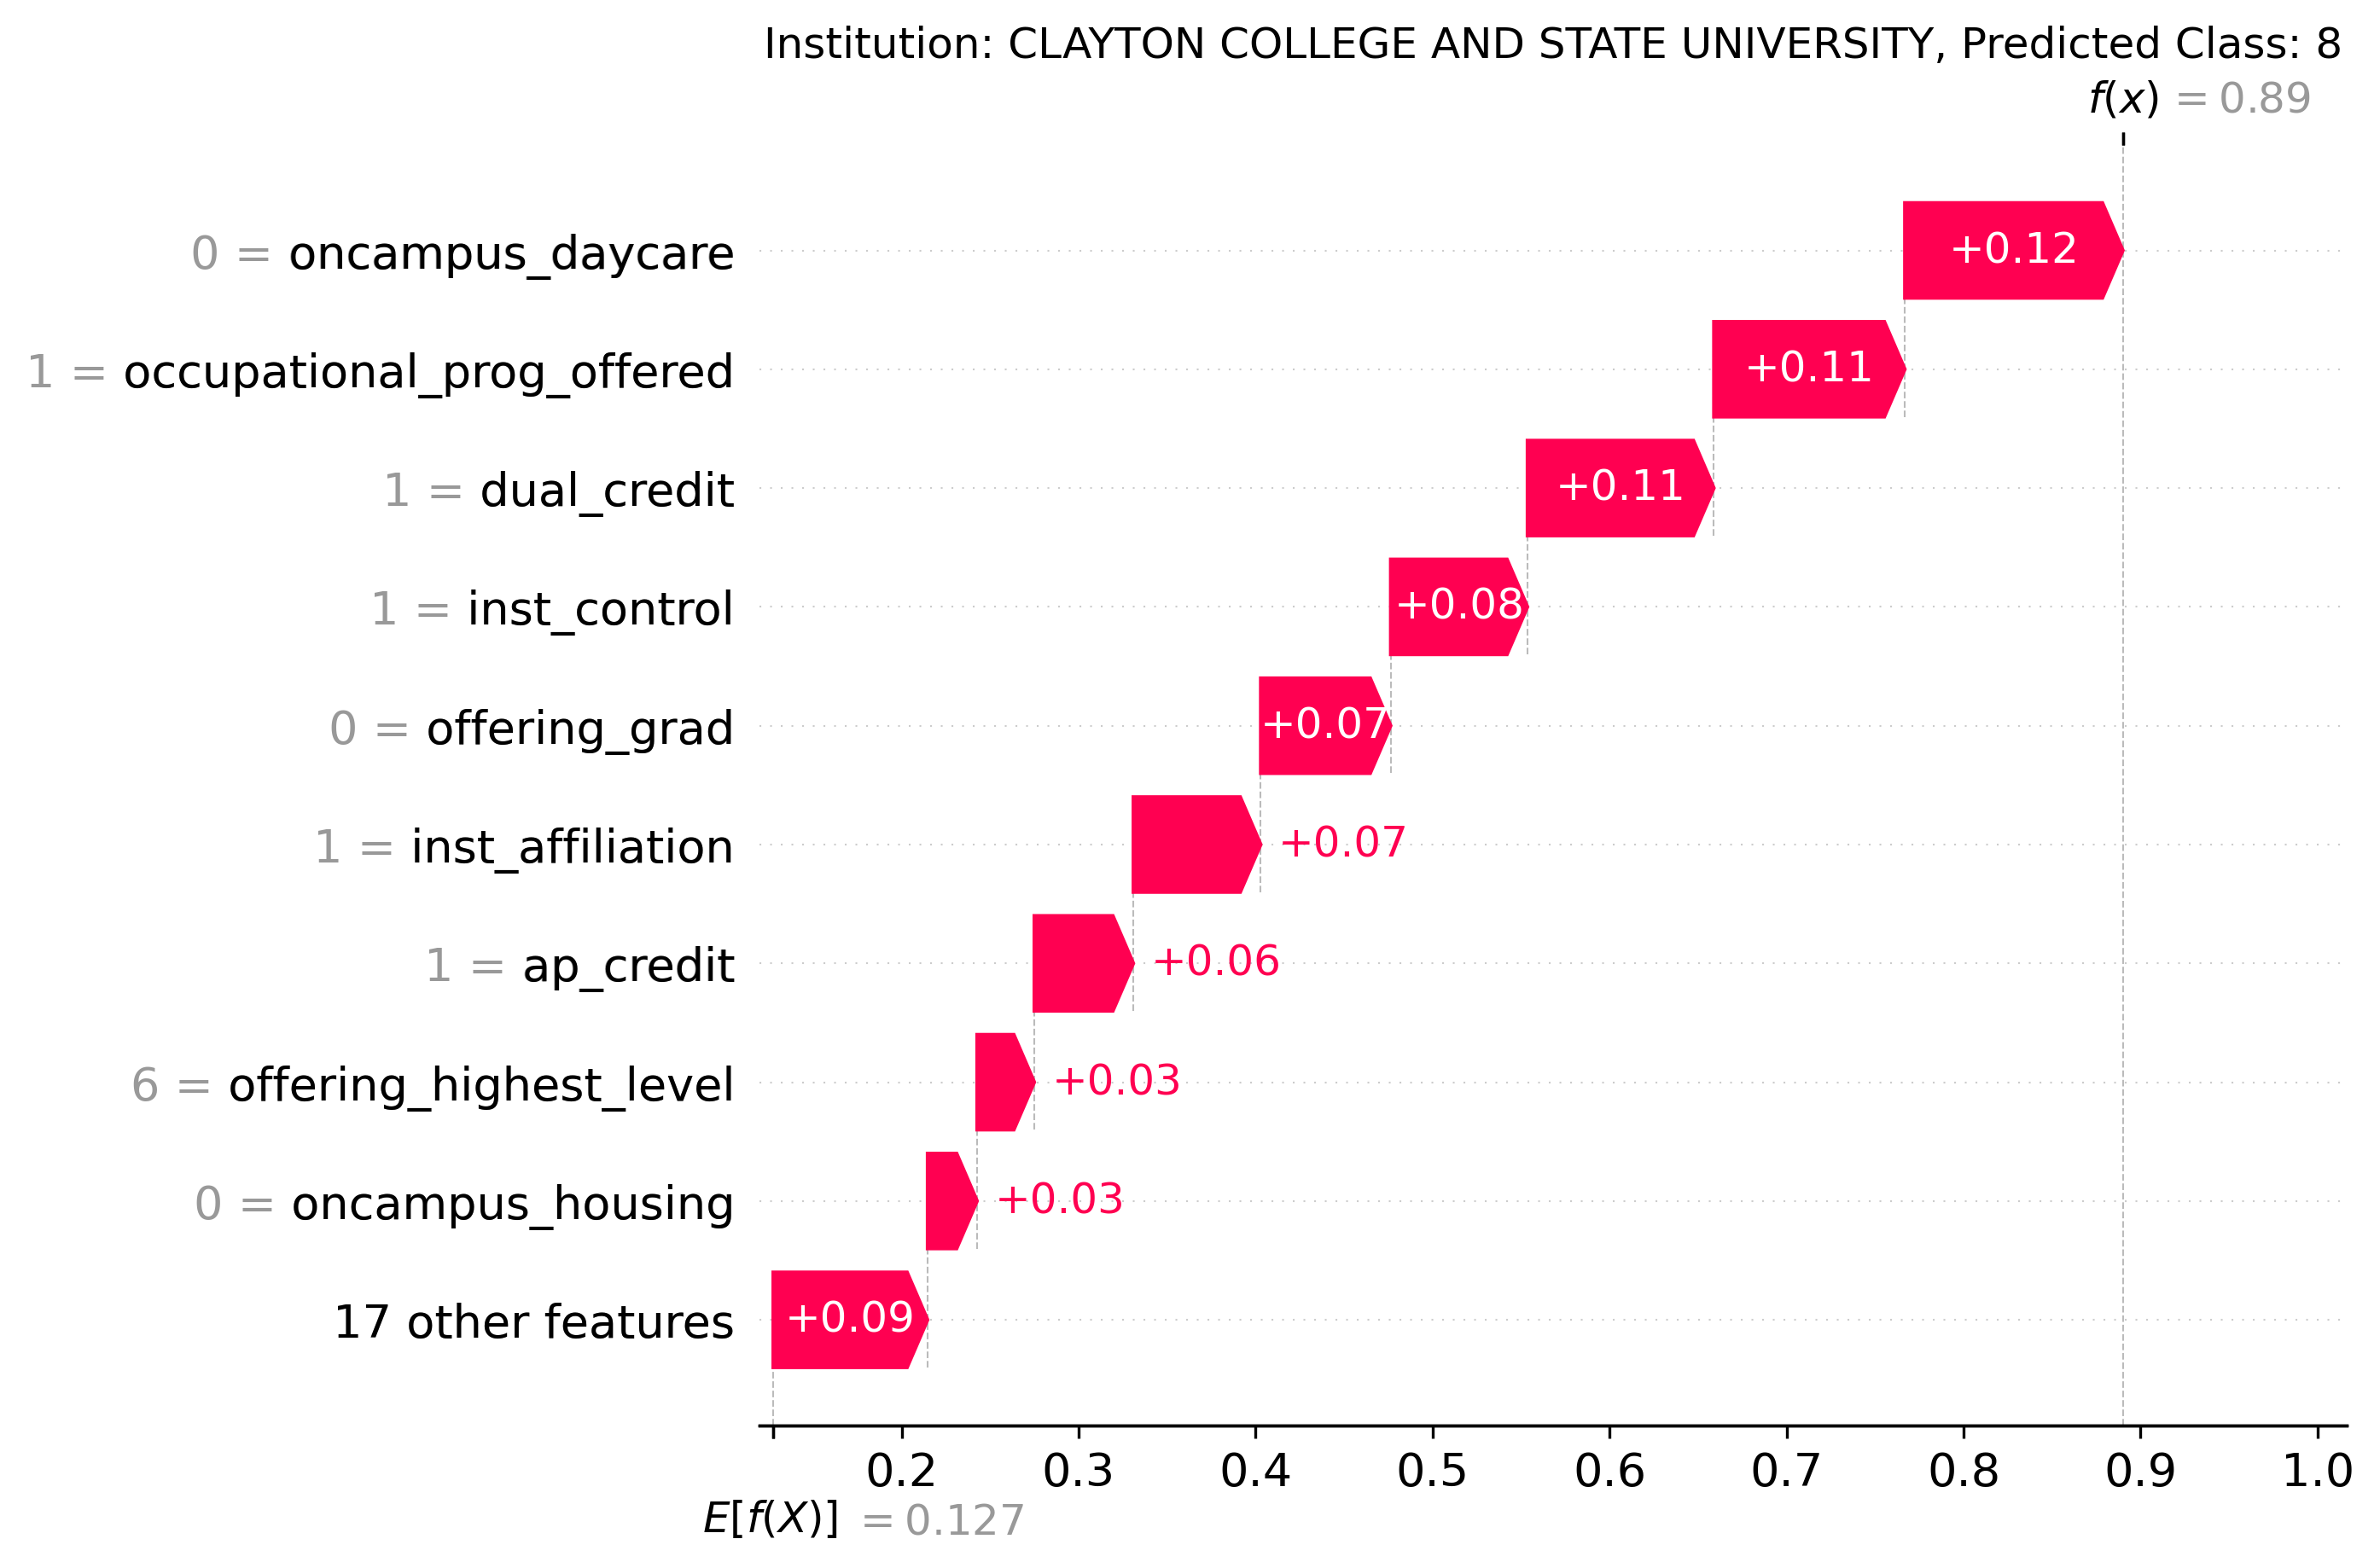 Institution: CLAYTON COLLEGE AND STATE UNIVERSITY, Predicted Class: 8
f(x) = 0.89
0 = oncampus_daycare +0.12
1 = occupational_prog_offered +0.11
1 = dual_credit +0.11
1 = inst_control +0.08
0 = offering_grad +0.07
1 = inst_affiliation +0.07
1 = ap_credit +0.06
6 = offering_highest_level +0.03
0 = oncampus_housing +0.03
17 other features +0.09
0.2 0.3 0.4 0.5 0.6 0.7 0.8 0.9 1.0
E[f(X)] = 0.127